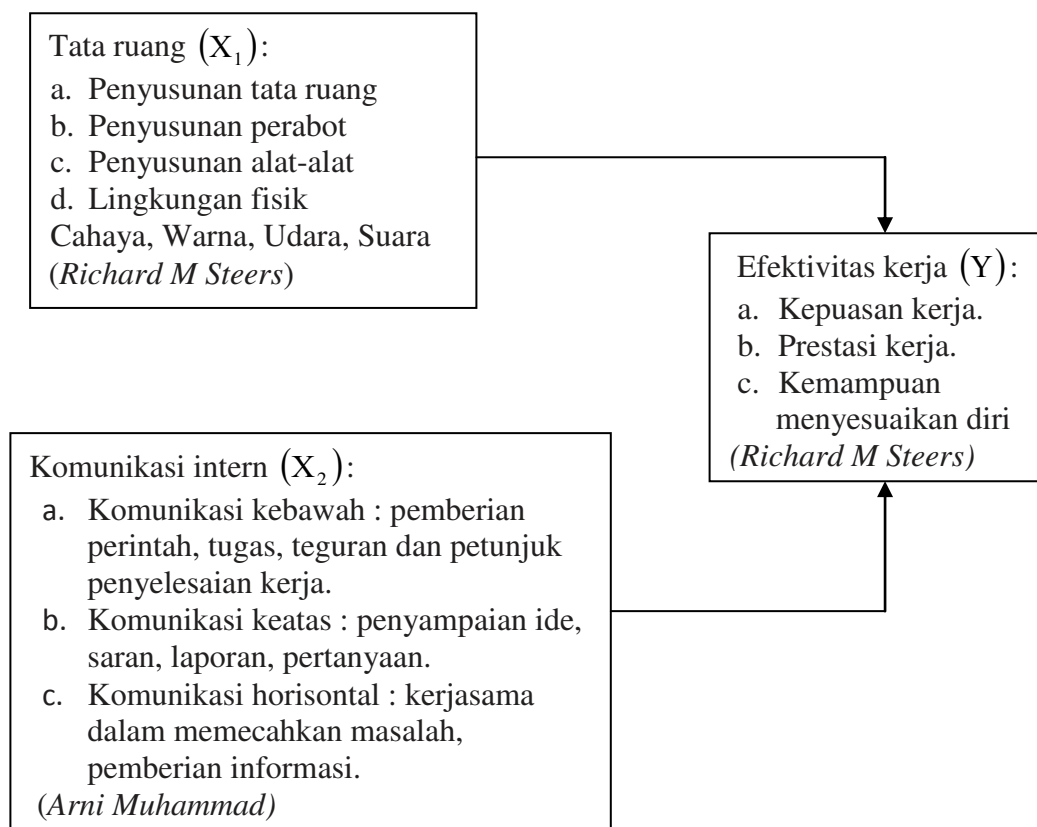 Tata ruang (X₁):
a. Penyusunan tata ruang
b. Penyusunan perabot
c. Penyusunan alat-alat
d. Lingkungan fisik
Cahaya, Warna, Udara, Suara
(Richard M Steers)
Efektivitas kerja (Y):
a. Kepuasan kerja.
b. Prestasi kerja.
c. Kemampuan
menyesuaikan diri
(Richard M Steers)
Komunikasi intern (X₂):
a. Komunikasi kebawah : pemberian
perintah, tugas, teguran dan petunjuk
penyelesaian kerja.
b. Komunikasi keatas : penyampaian ide,
saran, laporan, pertanyaan.
c. Komunikasi horisontal : kerjasama
dalam memecahkan masalah,
pemberian informasi.
(Arni Muhammad)